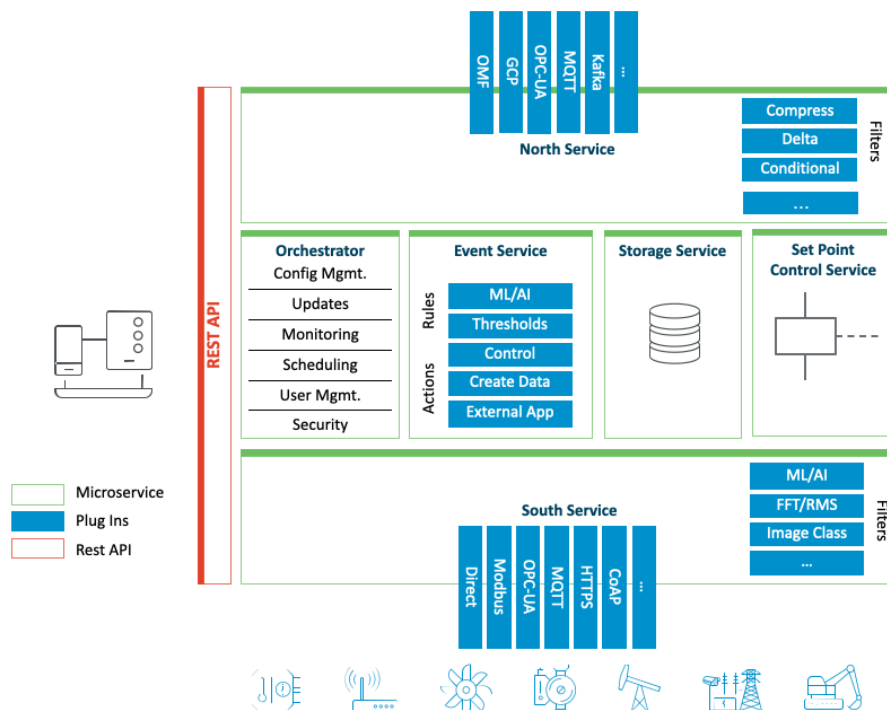 OMF
GCP
OPC-UA
MQTT
Kafka
...
North Service
Compress
Delta
Conditional
...
Filters
REST API
Orchestrator
Config Mgmt.
Updates
Monitoring
Scheduling
User Mgmt.
Security
Event Service
Rules
ML/AI
Thresholds
Actions
Control
Create Data
External App
Storage Service
Set Point
Control Service
Microservice
Plug Ins
Rest API
South Service
ML/AI
FFT/RMS
Image Class
...
Filters
Direct
Modbus
OPC-UA
MQTT
HTTPS
CoAP
...